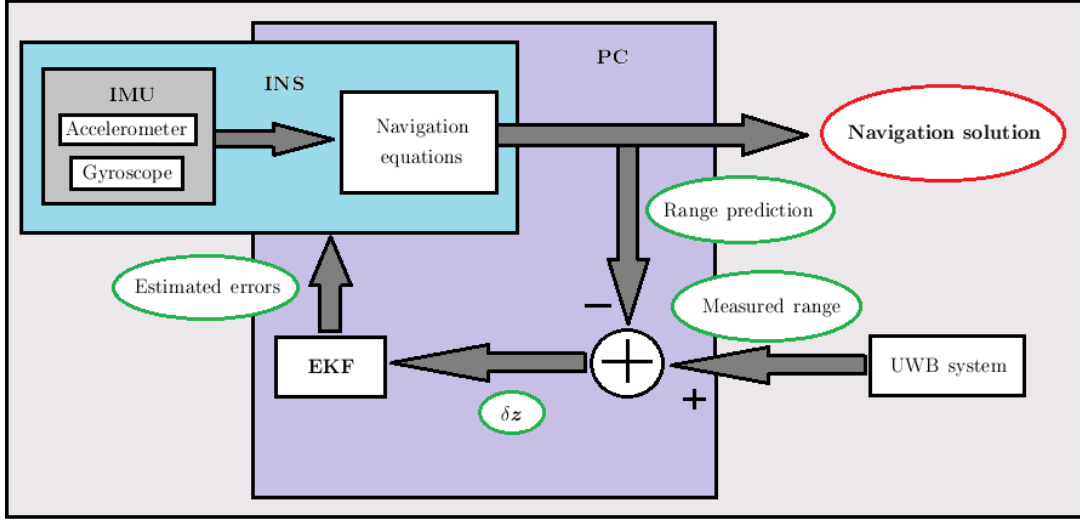 PC
INS
IMU
Accelerometer
Gyroscope
Navigation
equations
Navigation solution
Range prediction
Estimated errors
Measured range
−
+
EKF
UWB system
δz
+